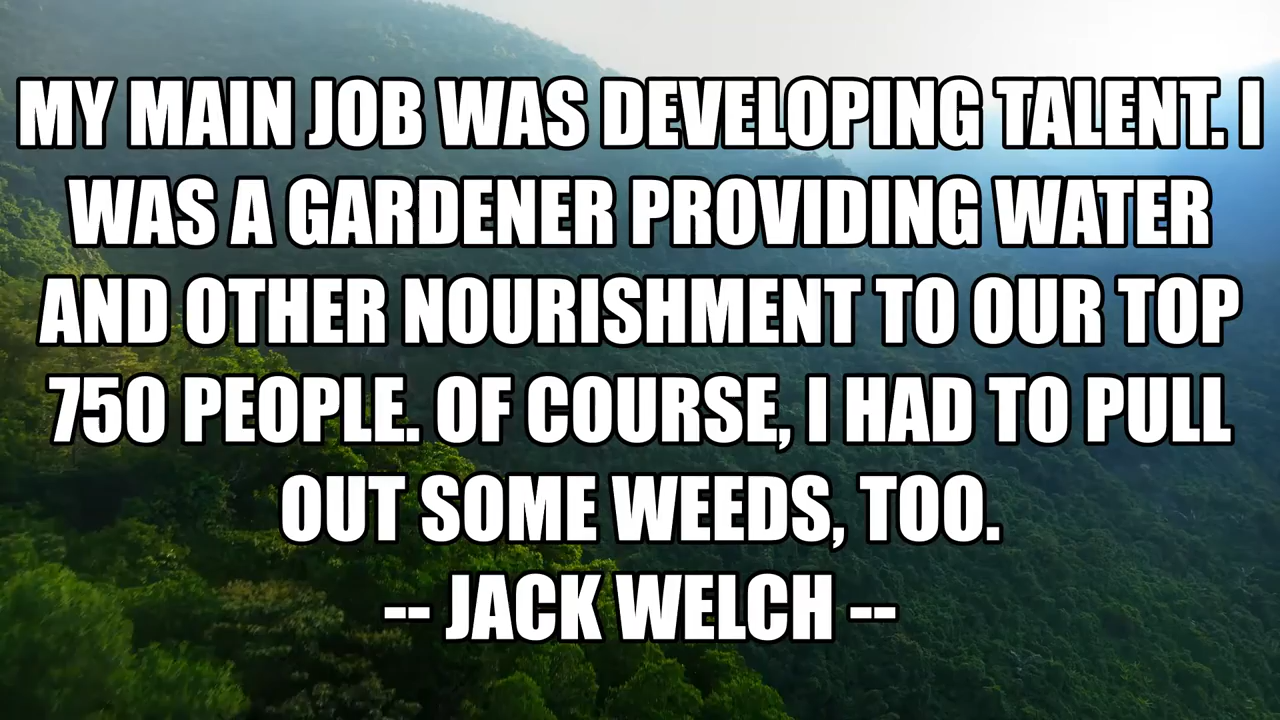 MY MAIN JOB WAS DEVELOPING TALENT. I
WAS A GARDENER PROVIDING WATER
AND OTHER NOURISHMENT TO OUR TOP
750 PEOPLE. OF COURSE, I HAD TO PULL
OUT SOME WEEDS, TOO.
-- JACK WELCH --